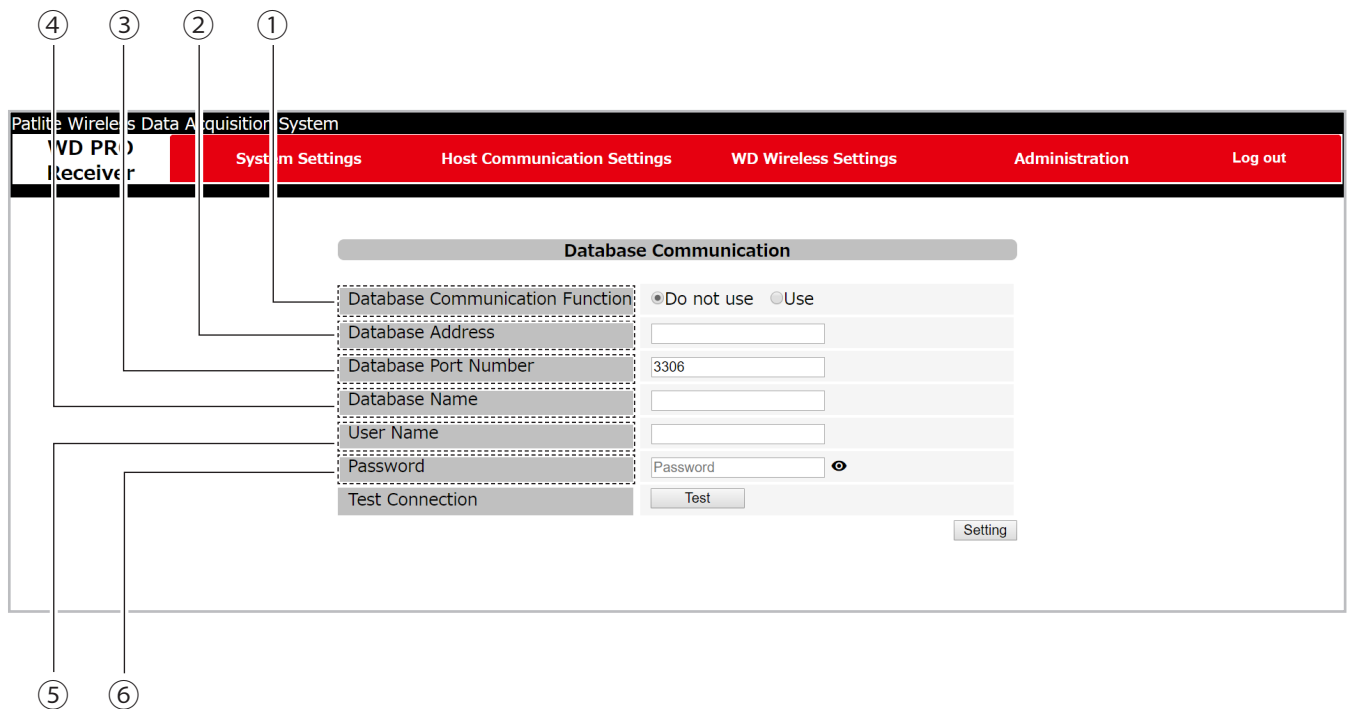 ④ ③ ② ①
Patlite Wireless Data Acquisition System
WD PRO
Receiver
System Settings Host Communication Settings WD Wireless Settings Administration Log out
Database Communication
Database Communication Function Do not use Use
Database Address
Database Port Number 3306
Database Name
User Name
Password Password
Test Connection Test
Setting
⑤ ⑥